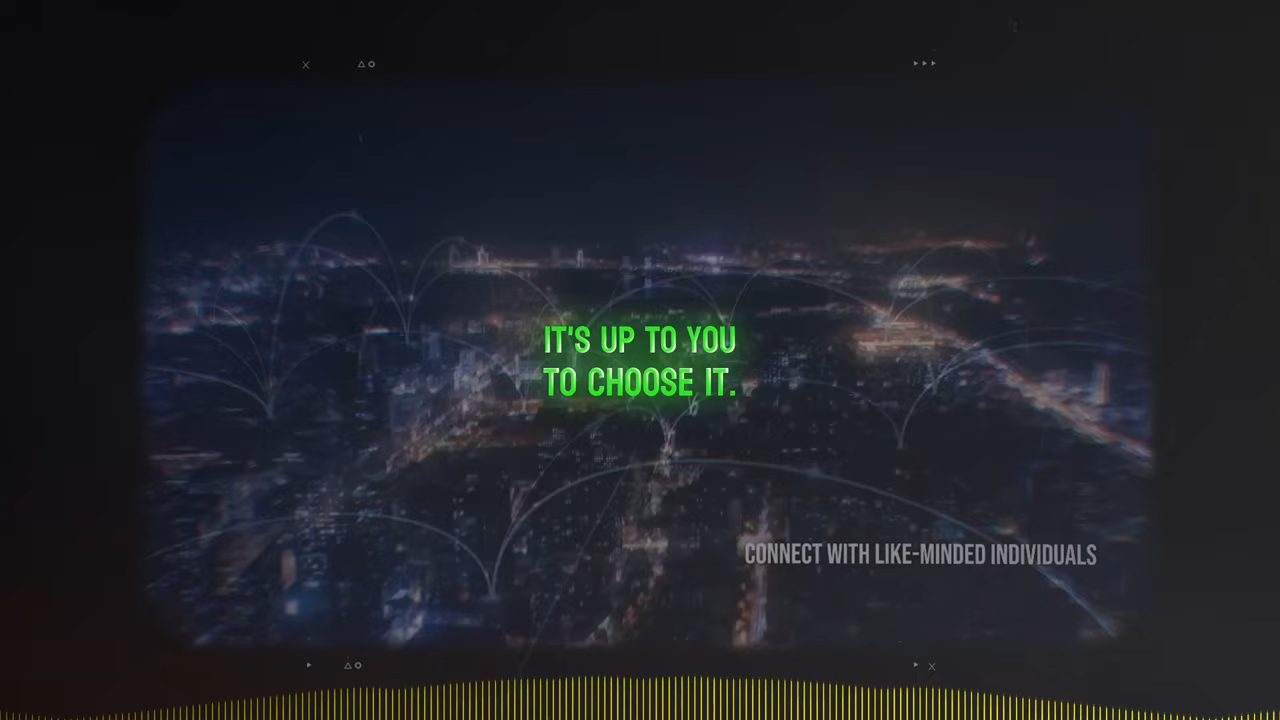 IT'S UP TO YOU
TO CHOOSE IT.
CONNECT WITH LIKE-MINDED INDIVIDUALS